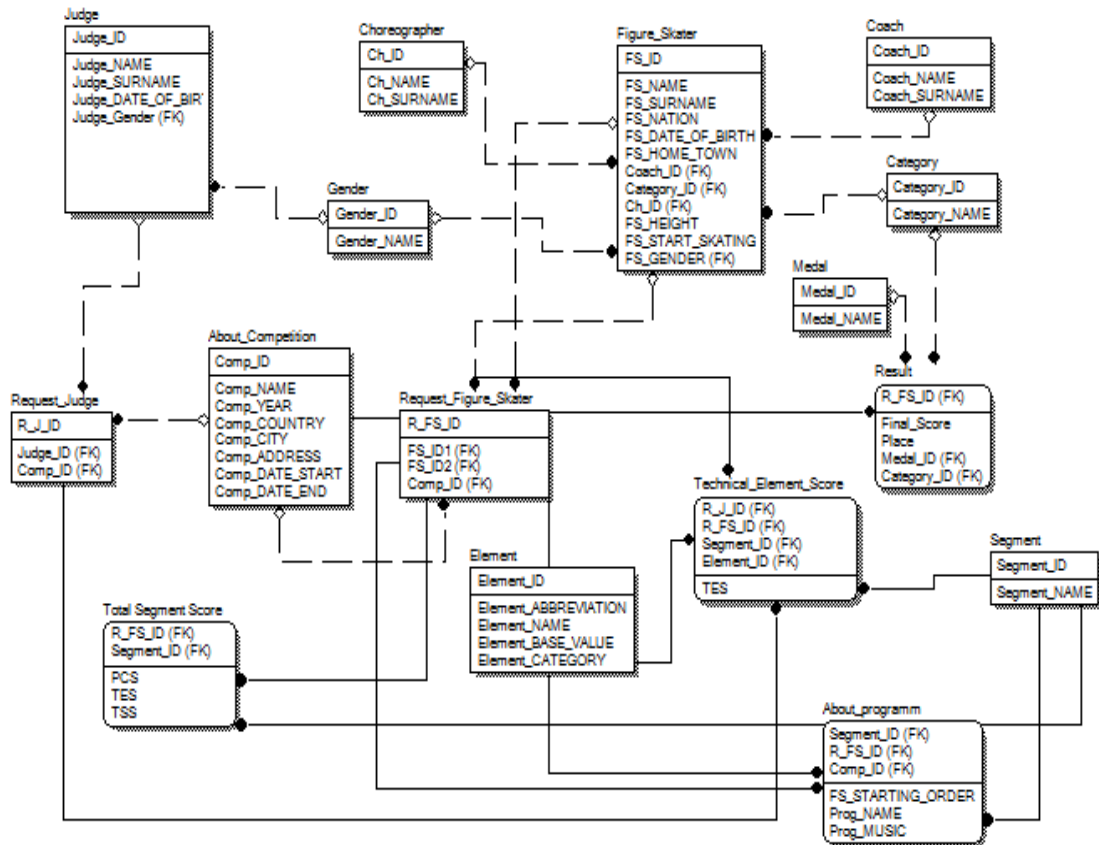 Judge
Judge_ID
Judge_NAME
Judge_SURNAME
Judge_DATE_OF_BIR
Judge_Gender (FK)
Choreographer
Ch_ID
Ch_NAME
Ch_SURNAME
Figure_Skater
FS_ID
FS_NAME
FS_SURNAME
FS_NATION
FS_DATE_OF_BIRTH
FS_HOME_TOWN
Coach_ID (FK)
Category_ID (FK)
Ch_ID (FK)
FS_HEIGHT
FS_START_SKATING
FS_GENDER (FK)
Coach
Coach_ID
Coach_NAME
Coach_SURNAME
Gender
Gender_ID
Gender_NAME
Category
Category_ID
Category_NAME
Medal
Medal_ID
Medal_NAME
About_Competition
Comp_ID
Comp_NAME
Comp_YEAR
Comp_COUNTRY
Comp_CITY
Comp_ADDRESS
Comp_DATE_START
Comp_DATE_END
Request_Judge
R_J_ID
Judge_ID (FK)
Comp_ID (FK)
Request_Figure_Skater
R_FS_ID
FS_ID1 (FK)
FS_ID2 (FK)
Comp_ID (FK)
Result
R_FS_ID (FK)
Final_Score
Place
Medal_ID (FK)
Category_ID (FK)
Technical_Element_Score
R_J_ID (FK)
R_FS_ID (FK)
Segment_ID (FK)
Element_ID (FK)
TES
Element
Element_ID
Element_ABBREVIATION
Element_NAME
Element_BASE_VALUE
Element_CATEGORY
Segment
Segment_ID
Segment_NAME
Total Segment Score
R_FS_ID (FK)
Segment_ID (FK)
PCS
TES
TSS
About_programm
Segment_ID (FK)
R_FS_ID (FK)
Comp_ID (FK)
FS_STARTING_ORDER
Prog_NAME
Prog_MUSIC